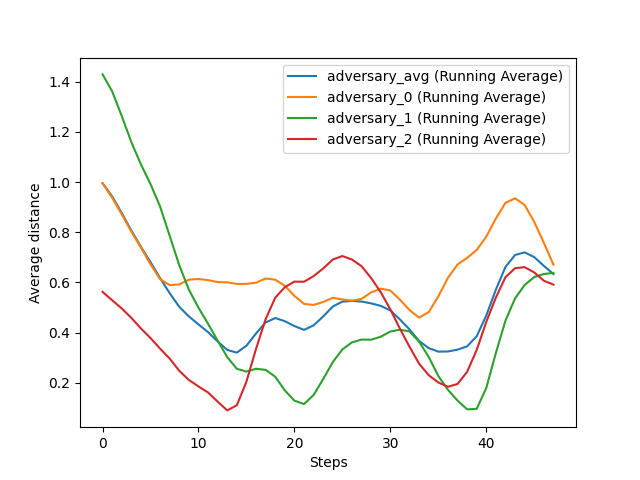 adversary_avg (Running Average)
adversary_0 (Running Average)
adversary_1 (Running Average)
adversary_2 (Running Average)
1.4
1.2
1.0
0.8
0.6
0.4
0.2
Average distance
0
10
20
30
40
Steps